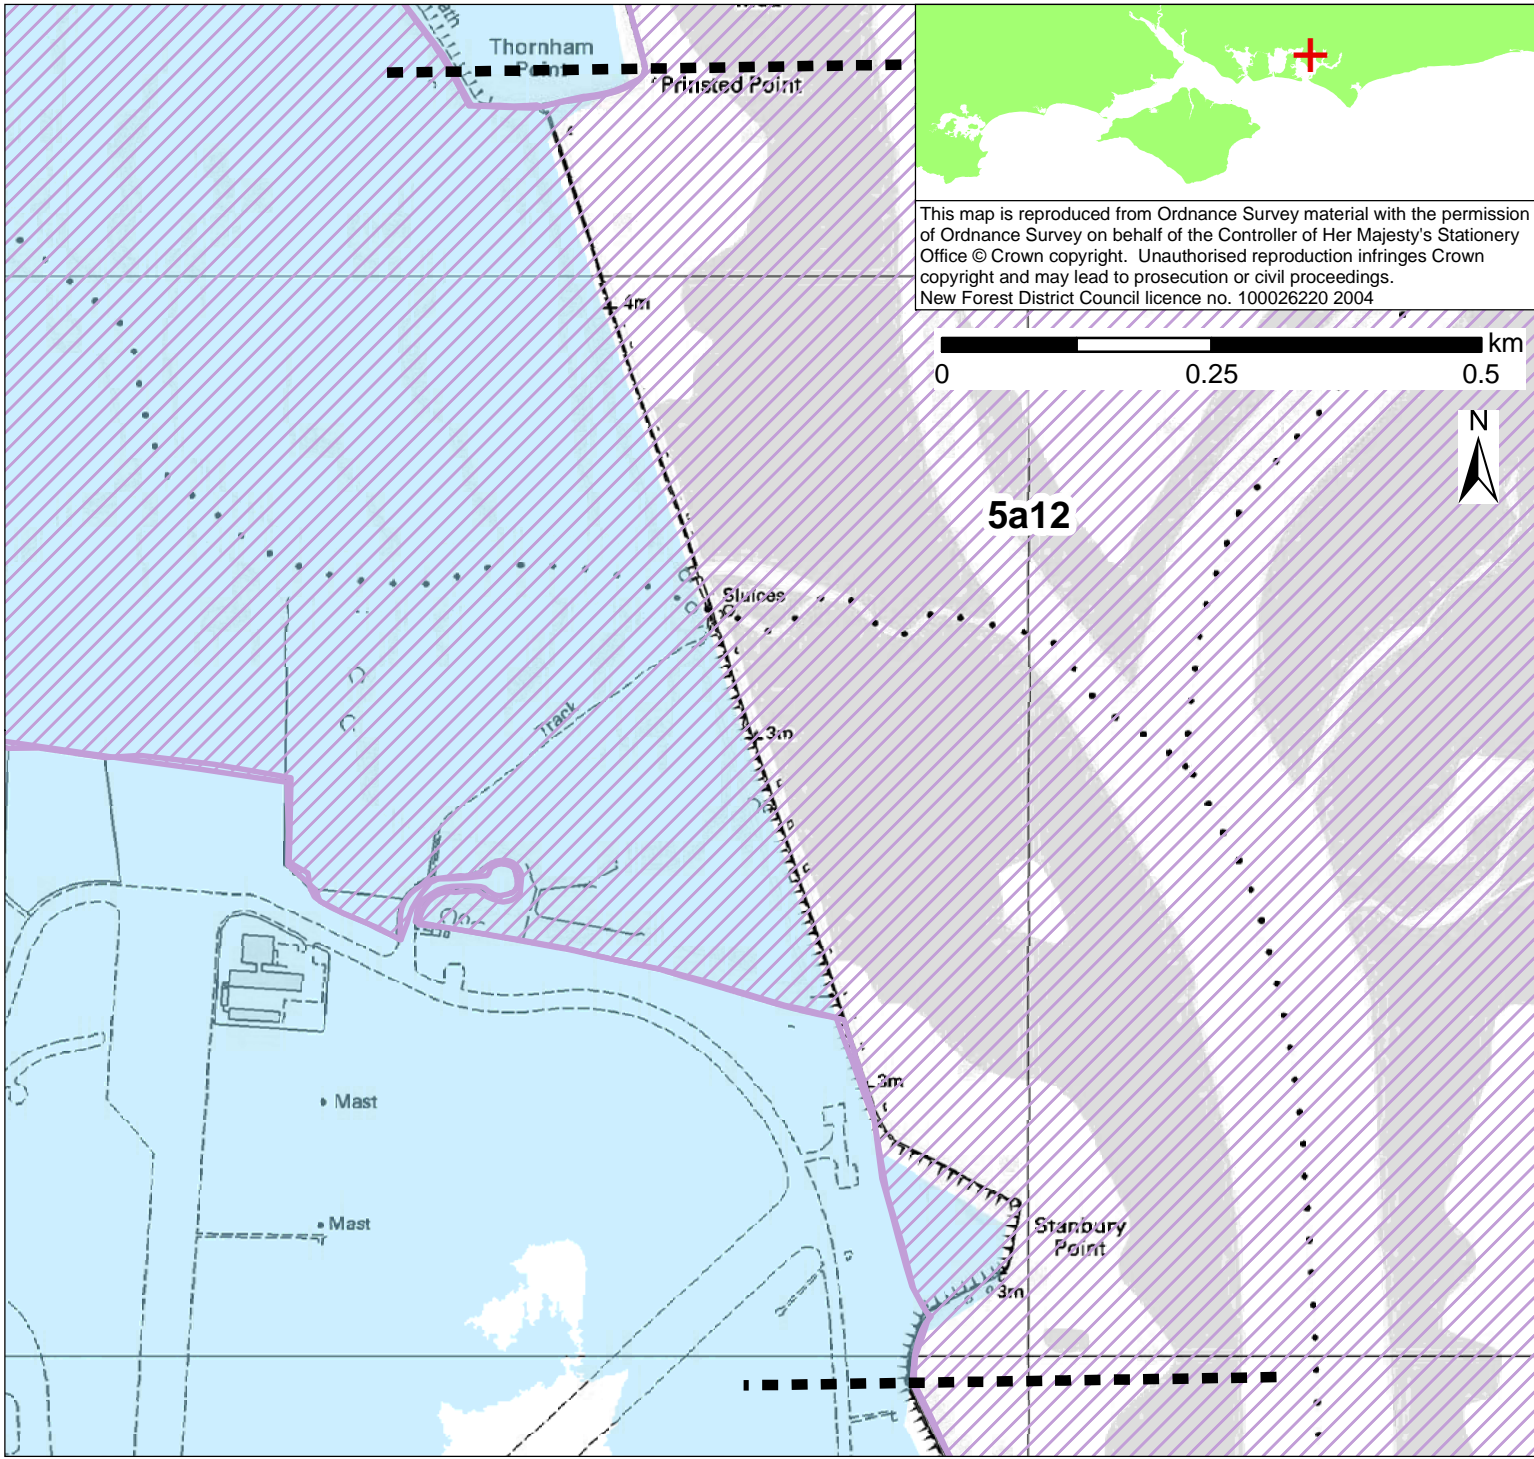 Thornham
Point
Prinsted Point
This map is reproduced from Ordnance Survey material with the permission
of Ordnance Survey on behalf of the Controller of Her Majesty's Stationery
Office © Crown copyright. Unauthorised reproduction infringes Crown
copyright and may lead to prosecution or civil proceedings.
New Forest District Council licence no. 100026220 2004
4m
km
0 0.25 0.5
N
5a12
Sluices
Track
3m
3m
Mast
Mast
Stanbury
Point
3m